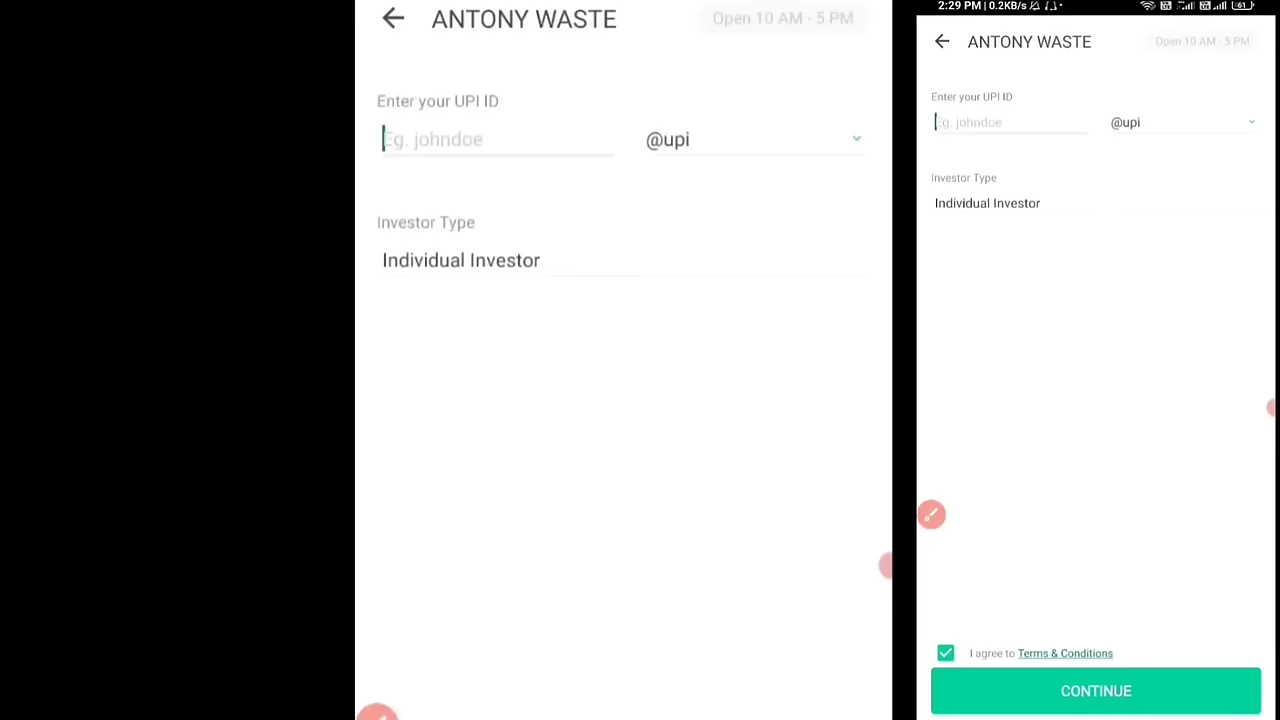 ANTONY WASTE Open 10 AM - 5 PM
Enter your UPI ID
Eg. johndoe @upi
Investor Type
Individual Investor
2:29 PM | 0.2KB/s 61
ANTONY WASTE Open 10 AM - 5 PM
Enter your UPI ID
Eg. johndoe @upi
Investor Type
Individual Investor
I agree to Terms & Conditions
CONTINUE